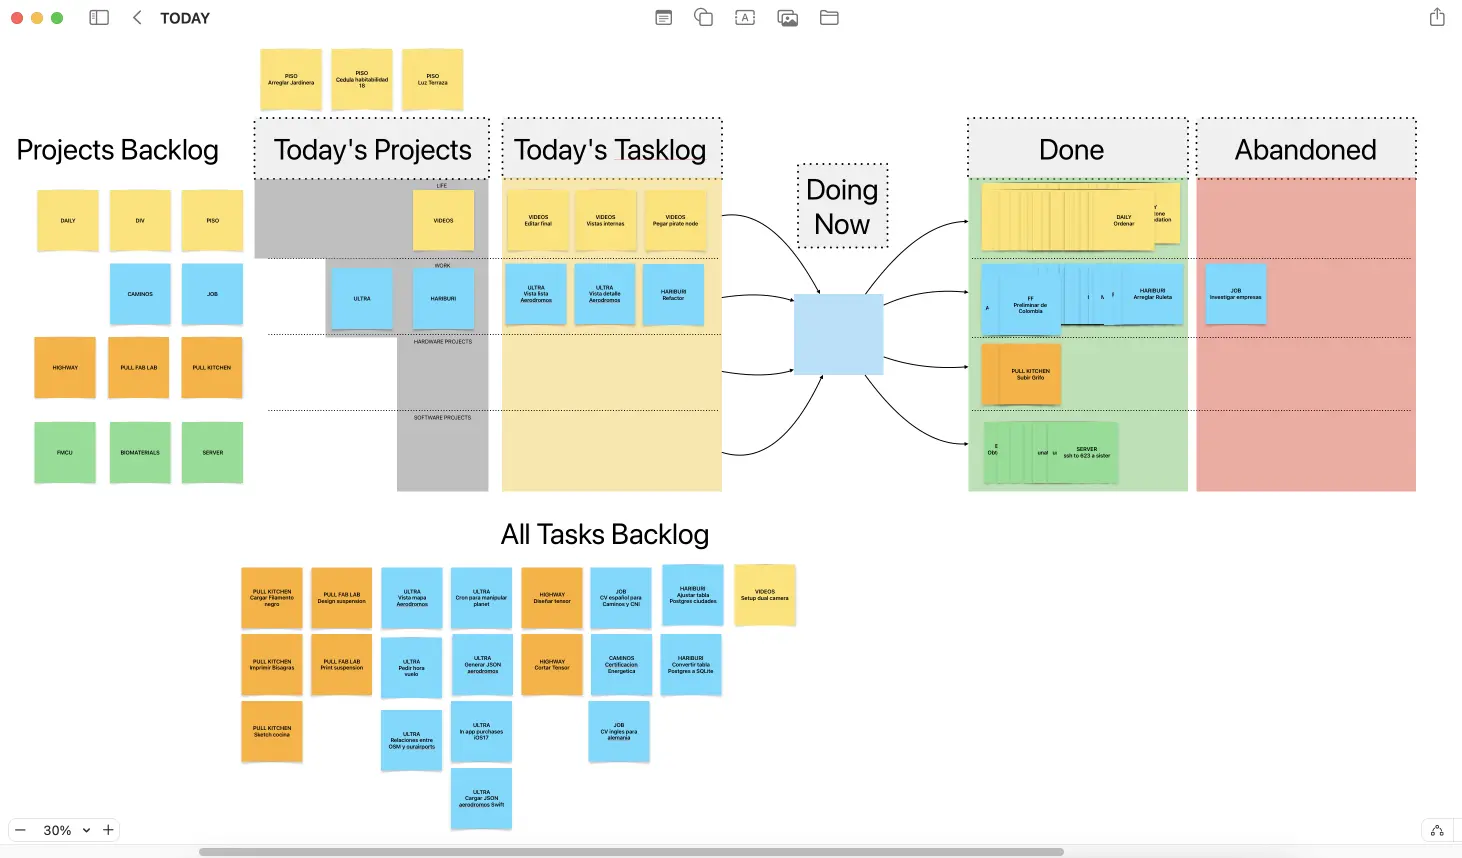 TODAY
PISO
Arreglar Jardinera
PISO
Cedula habitabilidad
18
PISO
Luz Terraza
Projects Backlog
Today's Projects
Today's Tasklog
Doing
Now
Done
Abandoned
DAILY
DIV
PISO
CAMINOS
JOB
HIGHWAY
PULL FAB LAB
PULL KITCHEN
FMCU
BIOMATERIALS
SERVER
LIFE
VIDEOS
WORK
ULTRA
HARIBURI
HARDWARE PROJECTS
SOFTWARE PROJECTS
VIDEOS
Editar final
VIDEOS
Vistas internas
VIDEOS
Pegar pirate node
ULTRA
Vista lista
Aerodromos
ULTRA
Vista detalle
Aerodromos
HARIBURI
Refactor
DAILY
Ordenar
FF
Preliminar de
Colombia
HARIBURI
Arreglar Ruleta
PULL KITCHEN
Subir Grifo
SERVER
ssh to 623 a sister
JOB
Investigar empresas
All Tasks Backlog
PULL KITCHEN
Cargar Filamento
negro
PULL FAB LAB
Design suspension
ULTRA
Vista mapa
Aerodromos
ULTRA
Cron para manipular
planet
HIGHWAY
Diseñar tensor
JOB
CV español para
Caminos y CNI
HARIBURI
Ajustar tabla
Postgres ciudades
VIDEOS
Setup dual camera
PULL KITCHEN
Imprimir Bisagras
PULL FAB LAB
Print suspension
ULTRA
Pedir hora
vuelo
ULTRA
Generar JSON
aerodromos
HIGHWAY
Cortar Tensor
CAMINOS
Certificacion
Energetica
HARIBURI
Convertir tabla
Postgres a SQLite
PULL KITCHEN
Sketch cocina
ULTRA
Relaciones entre
OSM y ourairports
ULTRA
In app purchases
iOS17
JOB
CV ingles para
alemania
ULTRA
Cargar JSON
aerodromos Swift
30%